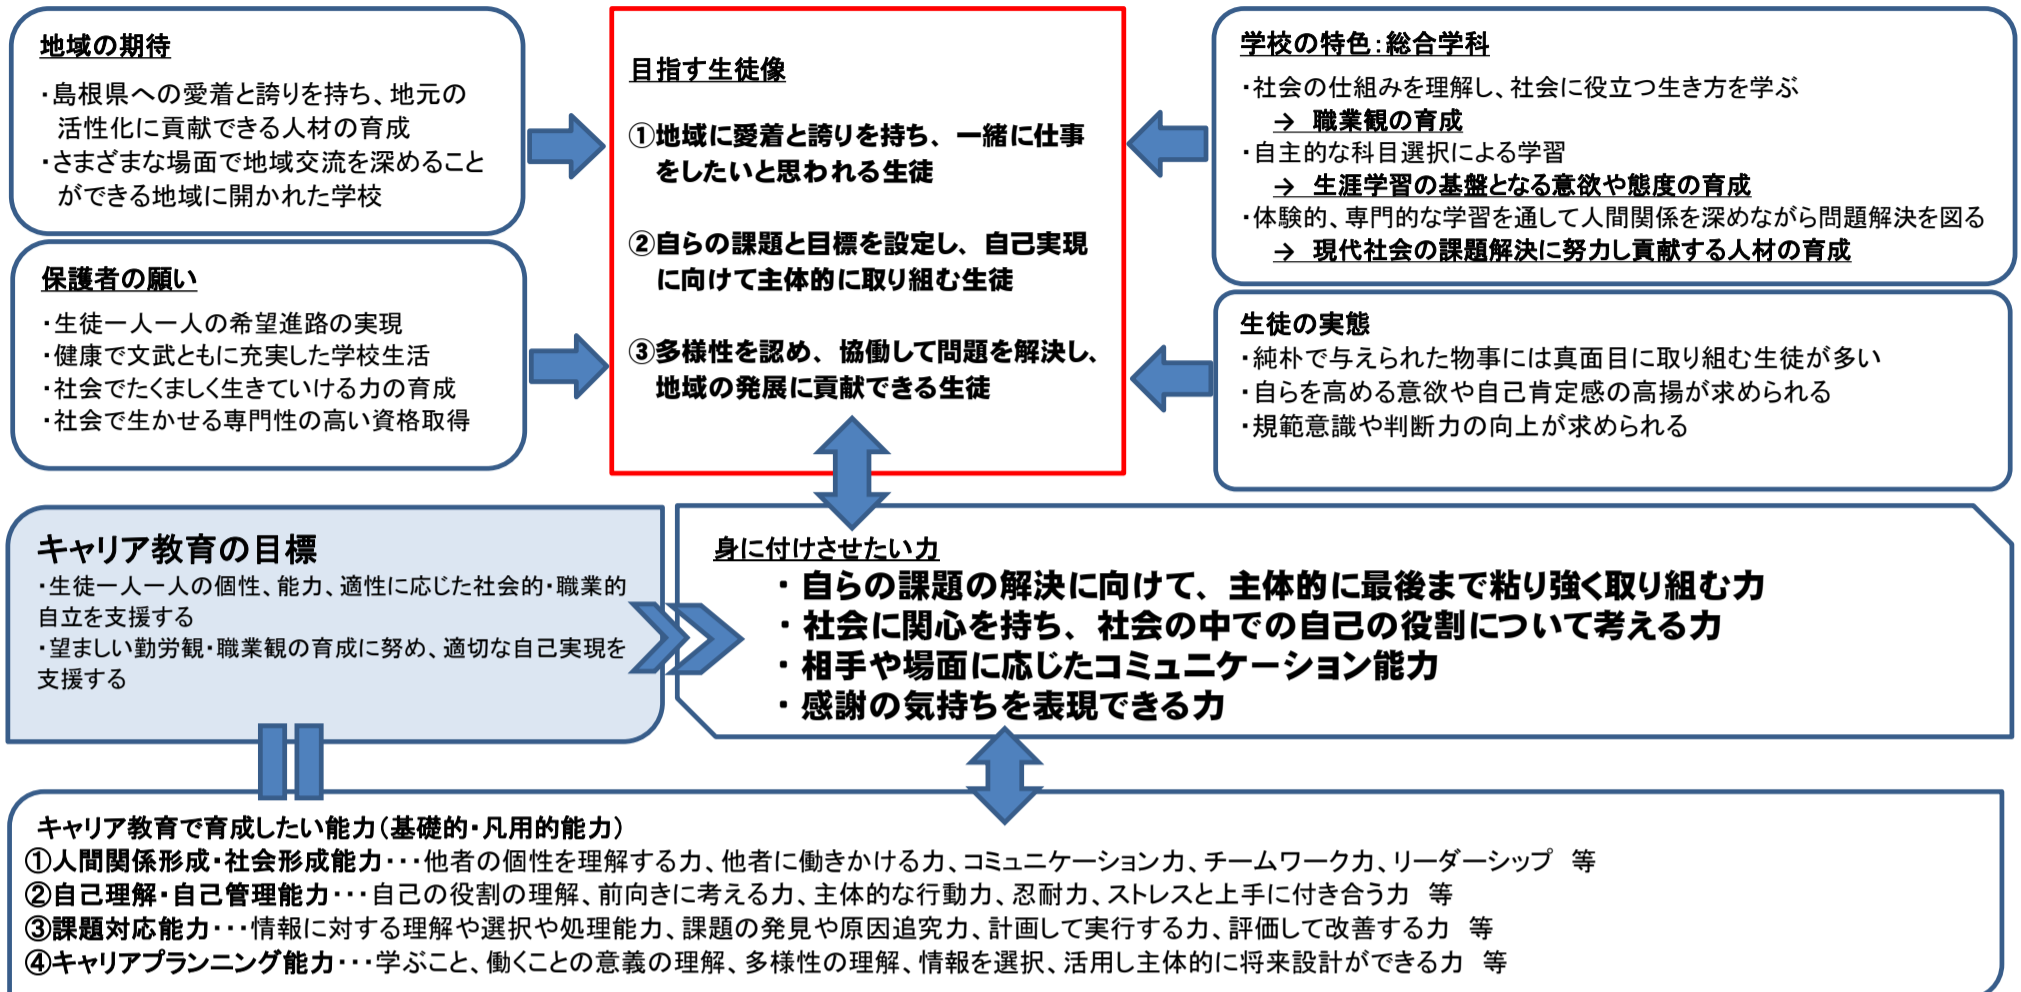 地域の期待
・島根県への愛着と誇りを持ち、地元の
活性化に貢献できる人材の育成
・さまざまな場面で地域交流を深めること
ができる地域に開かれた学校
保護者の願い
・生徒一人一人の希望進路の実現
・健康で文武ともに充実した学校生活
・社会でたくましく生きていける力の育成
・社会で生かせる専門性の高い資格取得
目指す生徒像
①地域に愛着と誇りを持ち、一緒に仕事
をしたいと思われる生徒
②自らの課題と目標を設定し、自己実現
に向けて主体的に取り組む生徒
③多様性を認め、協働して問題を解決し、
地域の発展に貢献できる生徒
学校の特色：総合学科
・社会の仕組みを理解し、社会に役立つ生き方を学ぶ
→ 職業観の育成
・自主的な科目選択による学習
→ 生涯学習の基盤となる意欲や態度の育成
・体験的、専門的な学習を通して人間関係を深めながら問題解決を図る
→ 現代社会の課題解決に努力し貢献する人材の育成
生徒の実態
・純朴で与えられた物事には真面目に取り組む生徒が多い
・自らを高める意欲や自己肯定感の高揚が求められる
・規範意識や判断力の向上が求められる
キャリア教育の目標
・生徒一人一人の個性、能力、適性に応じた社会的・職業的
自立を支援する
・望ましい勤労観・職業観の育成に努め、適切な自己実現を
支援する
身に付けさせたい力
・自らの課題の解決に向けて、主体的に最後まで粘り強く取り組む力
・社会に関心を持ち、社会の中での自己の役割について考える力
・相手や場面に応じたコミュニケーション能力
・感謝の気持ちを表現できる力
キャリア教育で育成したい能力（基礎的・凡用的能力）
①人間関係形成・社会形成能力・・・他者の個性を理解する力、他者に働きかける力、コミュニケーション力、チームワーク力、リーダーシップ 等
②自己理解・自己管理能力・・・自己の役割の理解、前向きに考える力、主体的な行動力、忍耐力、ストレスと上手に付き合う力 等
③課題対応能力・・・情報に対する理解や選択や処理能力、課題の発見や原因追究力、計画して実行する力、評価して改善する力 等
④キャリアプランニング能力・・・学ぶこと、働くことの意義の理解、多様性の理解、情報を選択、活用し主体的に将来設計ができる力 等